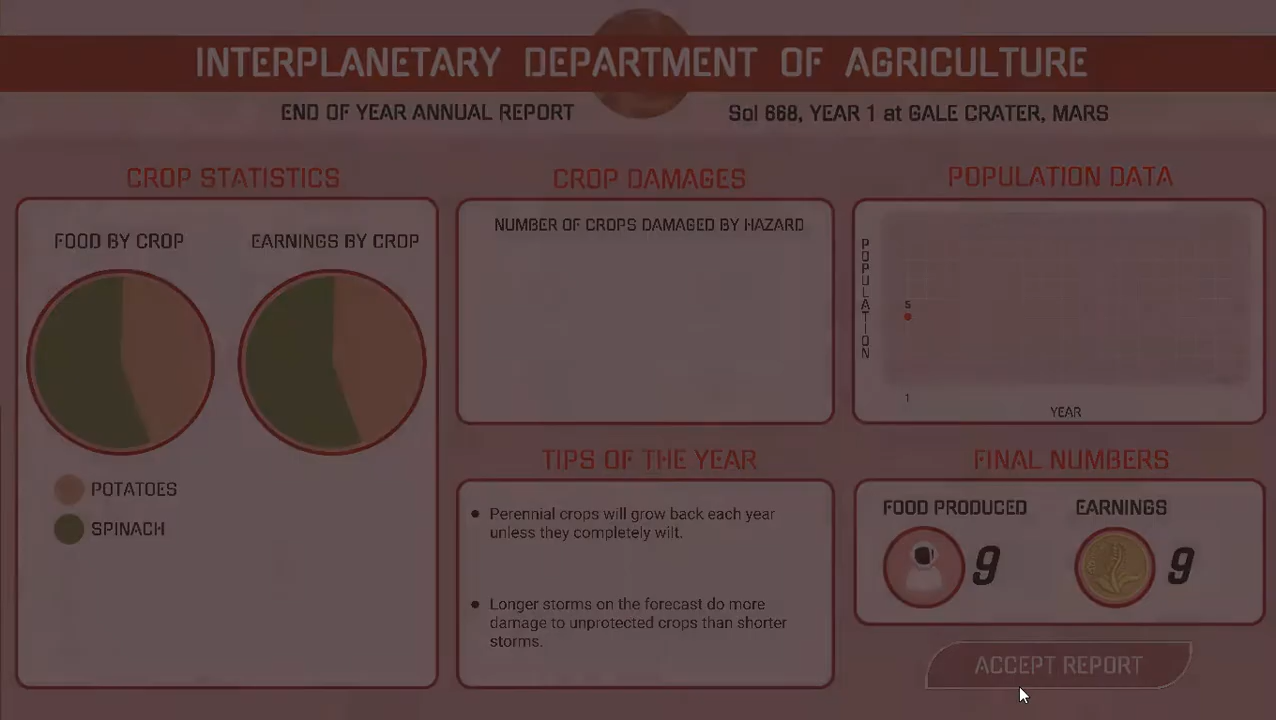 INTERPLANETARY DEPARTMENT OF AGRICULTURE
END OF YEAR ANNUAL REPORT
Sol 668, YEAR 1 at GALE CRATER, MARS
CROP STATISTICS
FOOD BY CROP
EARNINGS BY CROP
POTATOES
SPINACH
CROP DAMAGES
NUMBER OF CROPS DAMAGED BY HAZARD
TIPS OF THE YEAR
• Perennial crops will grow back each year
unless they completely wilt.
• Longer storms on the forecast do more
damage to unprotected crops than shorter
storms.
POPULATION DATA
POPULATION
5
1
YEAR
FINAL NUMBERS
FOOD PRODUCED
9
EARNINGS
9
ACCEPT REPORT